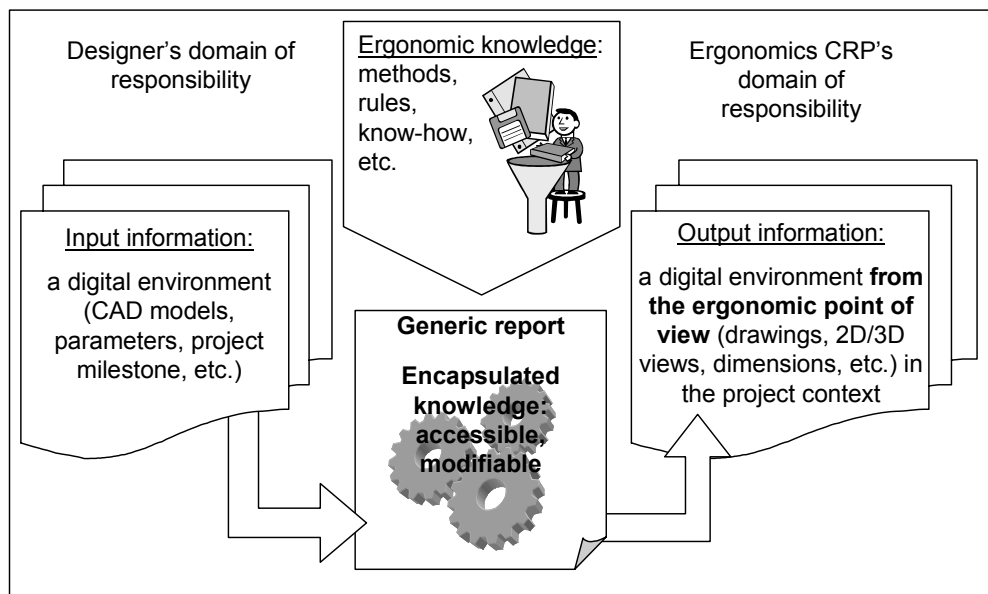 Designer's domain of
responsibility
Ergonomic knowledge:
methods,
rules,
know-how,
etc.
Ergonomics CRP's
domain of
responsibility
Input information:
a digital environment
(CAD models,
parameters, project
milestone, etc.)
Generic report
Encapsulated
knowledge:
accessible,
modifiable
Output information:
a digital environment from
the ergonomic point of
view (drawings, 2D/3D
views, dimensions, etc.) in
the project context